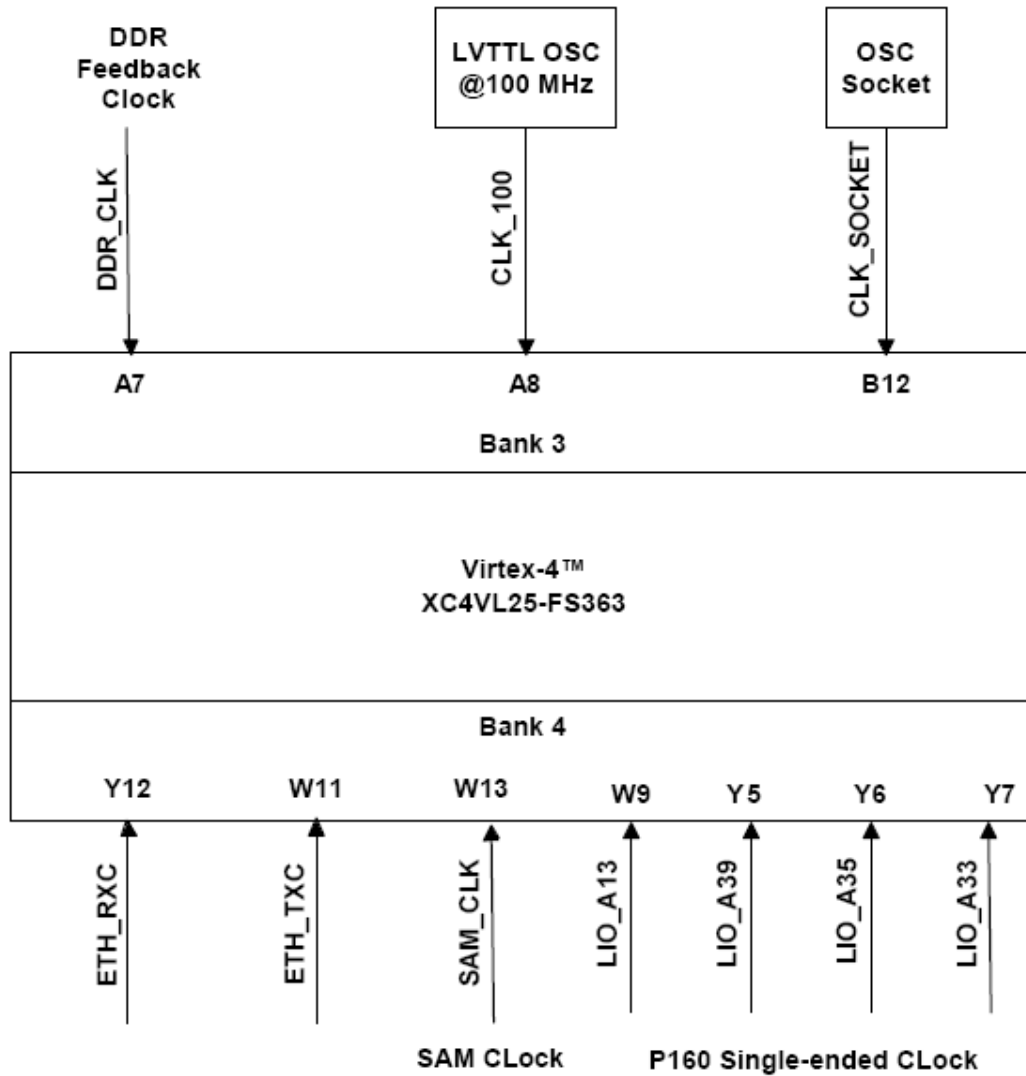 DDR
Feedback
Clock
LVTTL OSC
@100 MHz
OSC
Socket
DDR_CLK
CLK_100
CLK_SOCKET
A7
A8
B12
Bank 3
Virtex-4™
XC4VL25-FS363
Bank 4
Y12
W11
W13
W9
Y5
Y6
Y7
ETH_RXC
ETH_TXC
SAM_CLK
LIO_A13
LIO_A39
LIO_A35
LIO_A33
SAM CLock
P160 Single-ended CLock